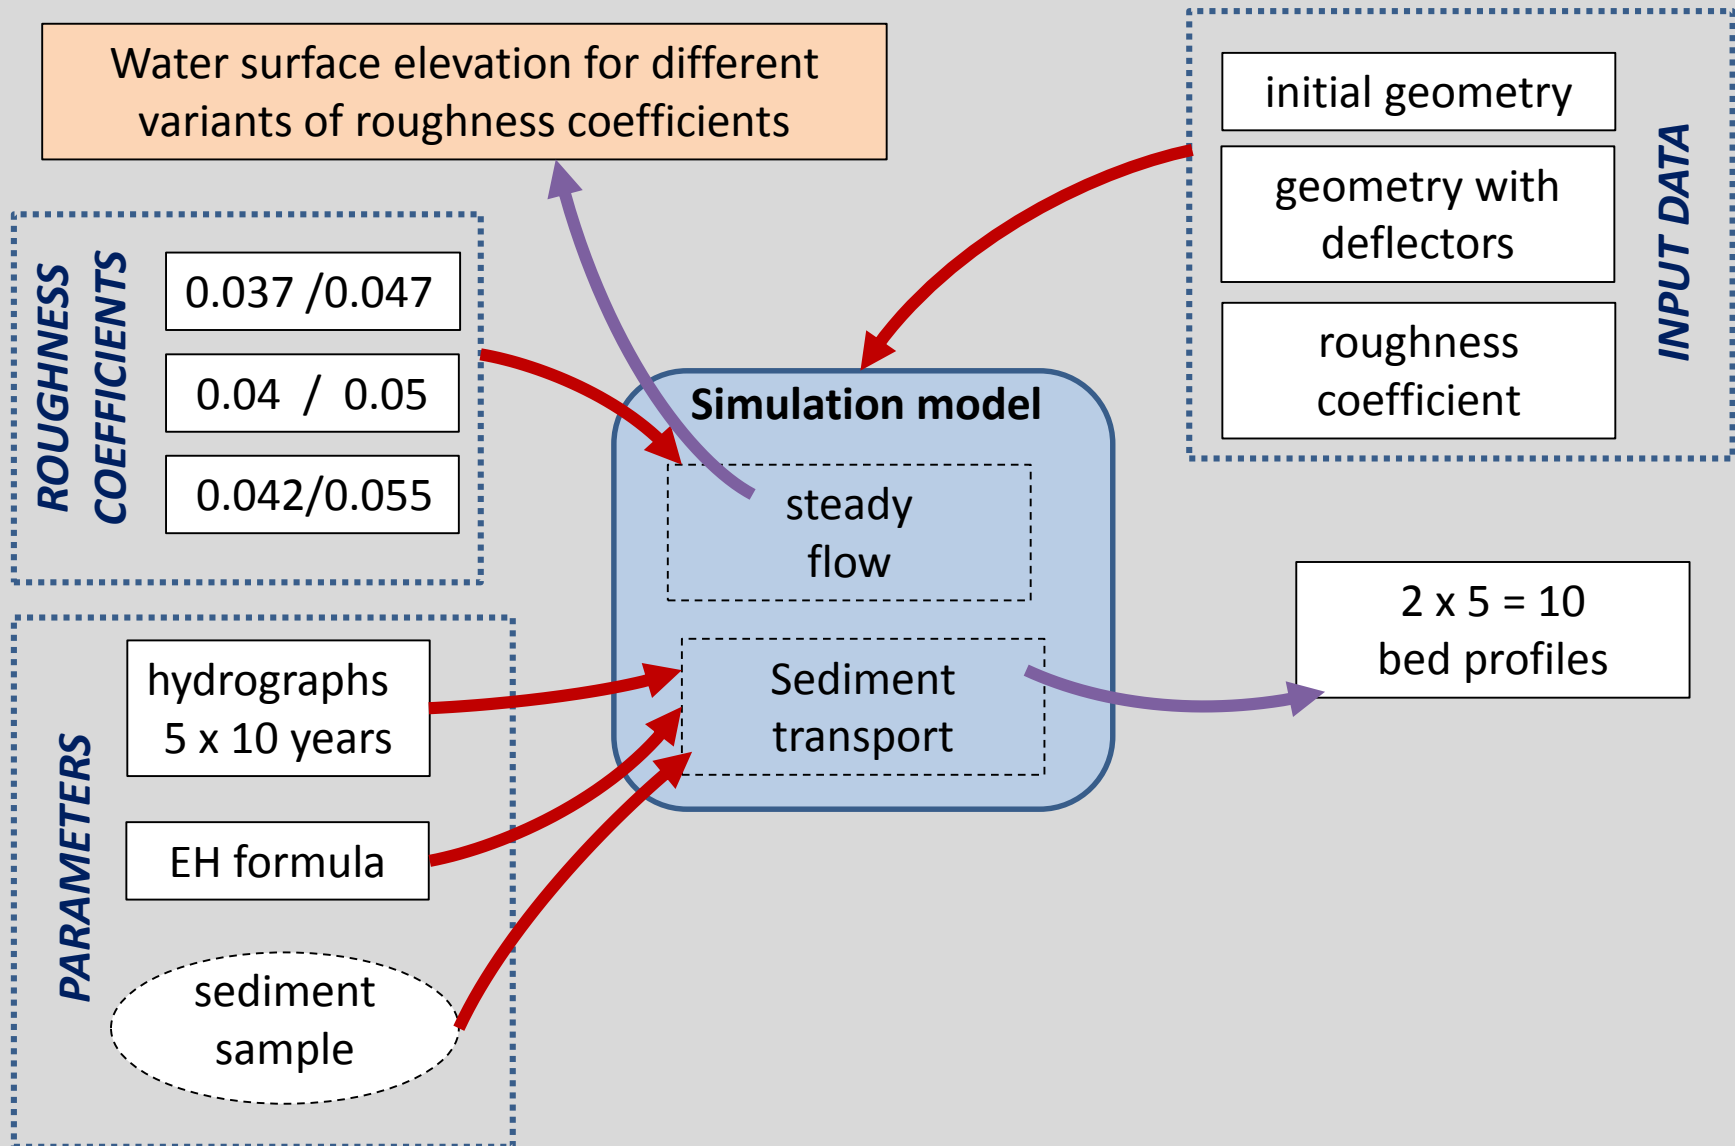 Water surface elevation for different
variants of roughness coefficients
initial geometry
geometry with
deflectors
roughness
coefficient
INPUT DATA
ROUGHNESS
COEFFICIENTS
0.037 /0.047
0.04 / 0.05
0.042/0.055
Simulation model
steady
flow
Sediment
transport
2 x 5 = 10
bed profiles
PARAMETERS
hydrographs
5 x 10 years
EH formula
sediment
sample